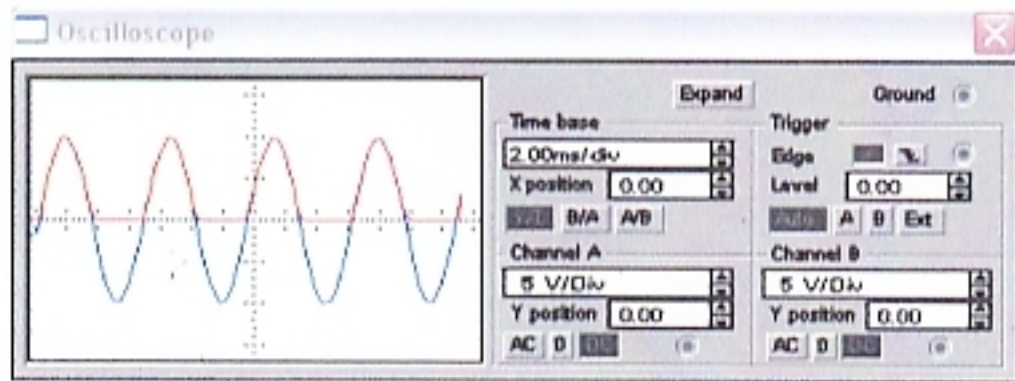 Oscilloscope
Expand
Ground
Time base
2.00ms/div
X position 0.00
Y/T B/A A/B
Trigger
Edge
Level 0.00
Auto A B Ext
Channel A
5 V/Div
Y position 0.00
AC 0 DC
Channel B
5 V/Div
Y position 0.00
AC 0 DC